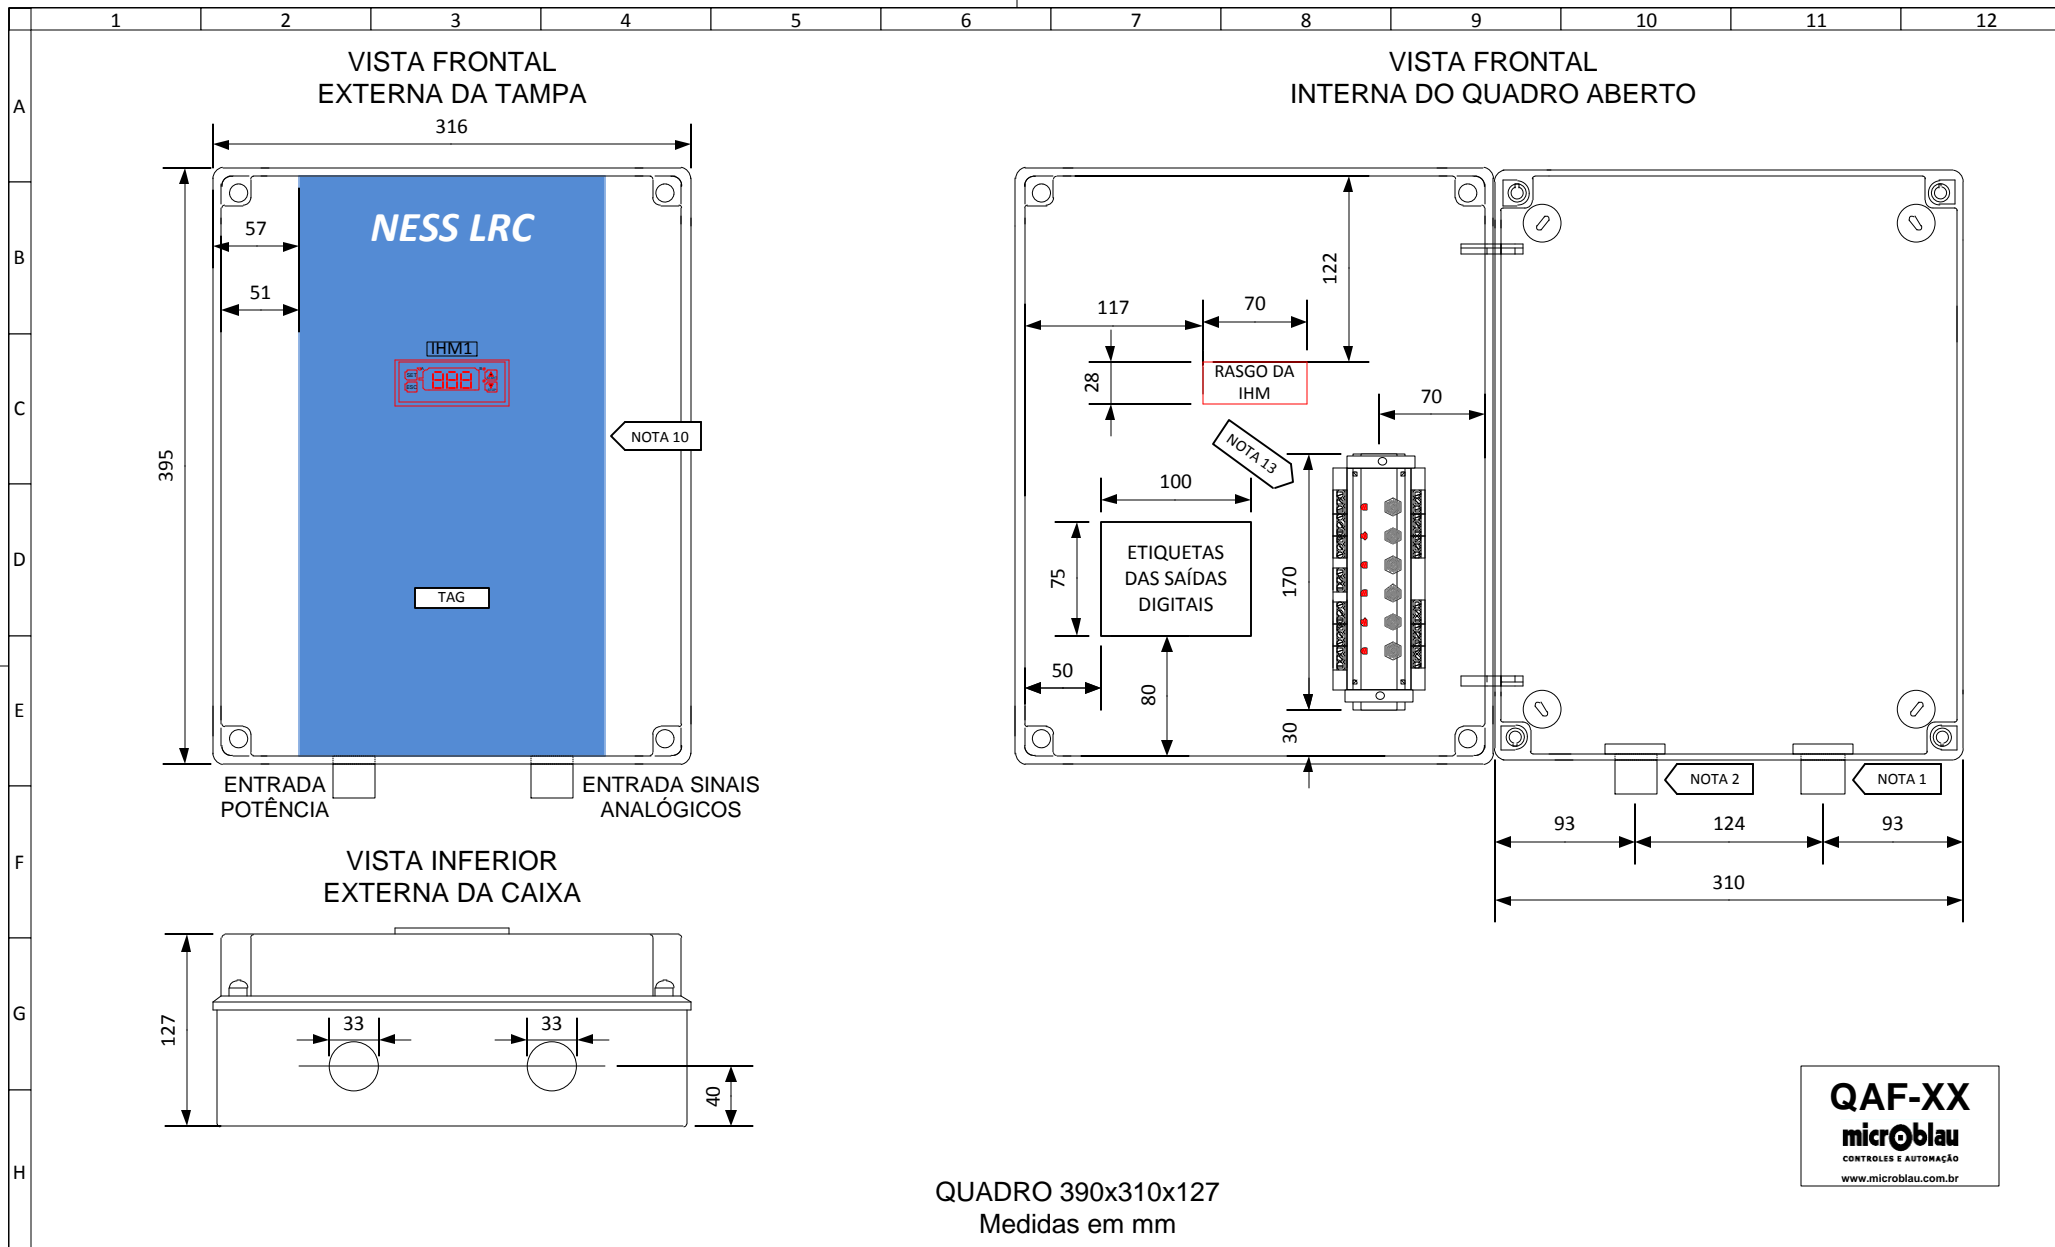 1 2 3 4 5 6 7 8 9 10 11 12
A
B
C
D
E
F
G
H
VISTA FRONTAL
EXTERNA DA TAMPA
316
395
57
51
NESS LRC
IHM1
SET
ESC
NOTA 10
TAG
ENTRADA
POTÊNCIA
ENTRADA SINAIS
ANALÓGICOS
VISTA FRONTAL
INTERNA DO QUADRO ABERTO
122
117
70
28
RASGO DA
IHM
70
NOTA 13
100
75
ETIQUETAS
DAS SAÍDAS
DIGITAIS
170
50
80
30
NOTA 2
NOTA 1
93
124
93
310
VISTA INFERIOR
EXTERNA DA CAIXA
127
33
33
40
QUADRO 390x310x127
Medidas em mm
QAF-XX
microblau
CONTROLES E AUTOMAÇÃO
www.microblau.com.br